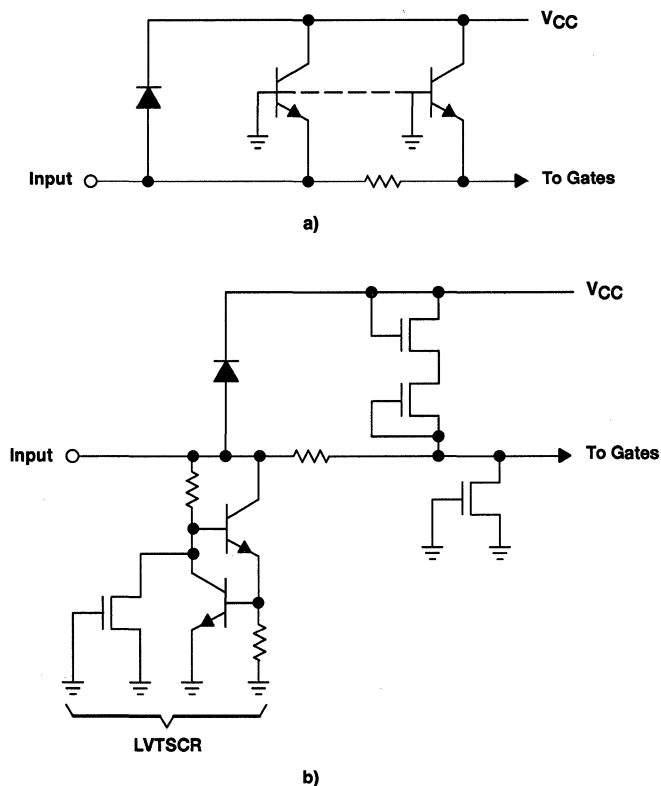 VCC
Input
To Gates
a)
VCC
Input
To Gates
LVTSCR
b)